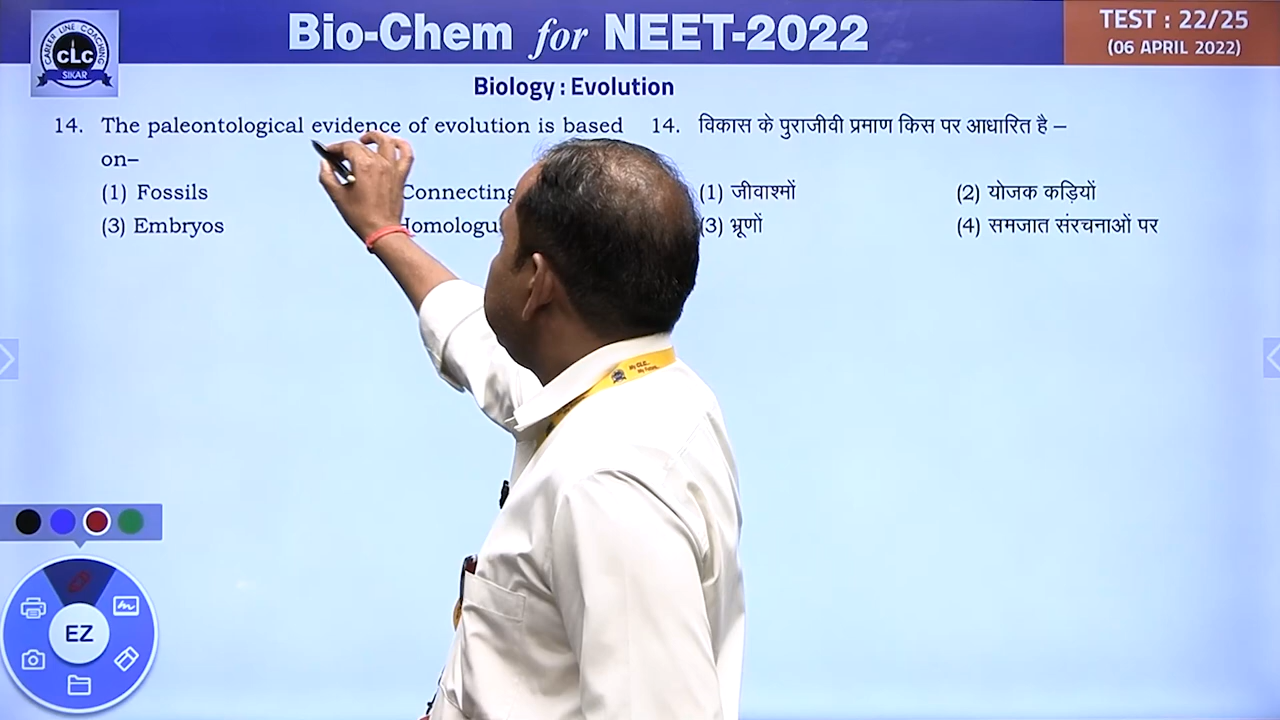 CAREER LINE COACHING
CLC
SIKAR
Bio-Chem for NEET-2022
TEST : 22/25
(06 APRIL 2022)
Biology : Evolution
14. The paleontological evidence of evolution is based
on–
(1) Fossils
Connecting
(3) Embryos
14. विकास के पुराजीवी प्रमाण किस पर आधारित है –
(1) जीवाश्मों
(2) योजक कड़ियों
(3) भ्रूणों
(4) समजात संरचनाओं पर
EZ